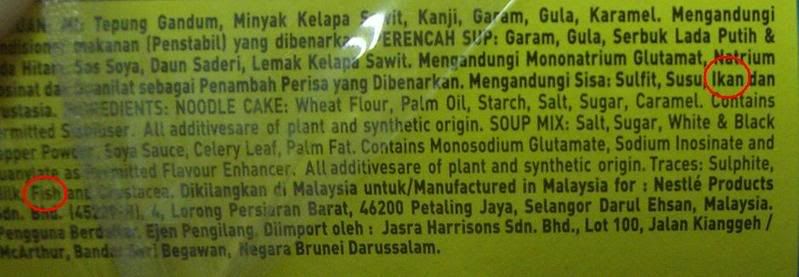 Tepung Gandum, Minyak Kelapa Sawit, Kanji, Garam, Gula, Karamel. Mengandungi
makanan (Penstabil) yang dibenarkan. PERENCAH SUP: Garam, Gula, Serbuk Lada Putih &
Hitam, Sos Soya, Daun Saderi, Lemak Kelapa Sawit. Mengandungi Mononatrium Glutamat, Natrium
sebagai Penambah Perisa yang Dibenarkan. Mengandungi Sisa: Sulfit, Susu, Ikan dan
INGREDIENTS: NOODLE CAKE: Wheat Flour, Palm Oil, Starch, Salt, Sugar, Caramel. Contains
All additivesare of plant and synthetic origin. SOUP MIX: Salt, Sugar, White & Black
Pepper Powder, Soya Sauce, Celery Leaf, Palm Fat. Contains Monosodium Glutamate, Sodium Inosinate and
as Permitted Flavour Enhancer. All additivesare of plant and synthetic origin. Traces: Sulphite,
Milk, Fish and Crustacea. Dikilangkan di Malaysia untuk/Manufactured in Malaysia for : Nestlé Products
Sdn. Bhd. 4, Lorong Persiaran Barat, 46200 Petaling Jaya, Selangor Darul Ehsan, Malaysia.
Pengguna Ejen Pengilang. Diimport oleh : Jasra Harrisons Sdn. Bhd., Lot 100, Jalan Kianggeh /
McArthur, Bandar Seri Begawan, Negara Brunei Darussalam.